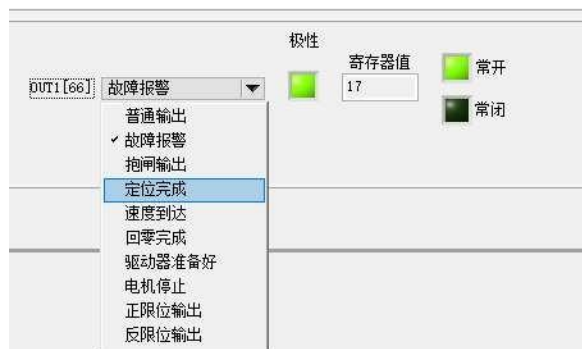 极性
寄存器值
常开
OUT1[66] 故障报警
17
常闭
普通输出
✓ 故障报警
抱闸输出
定位完成
速度到达
回零完成
驱动器准备好
电机停止
正限位输出
反限位输出